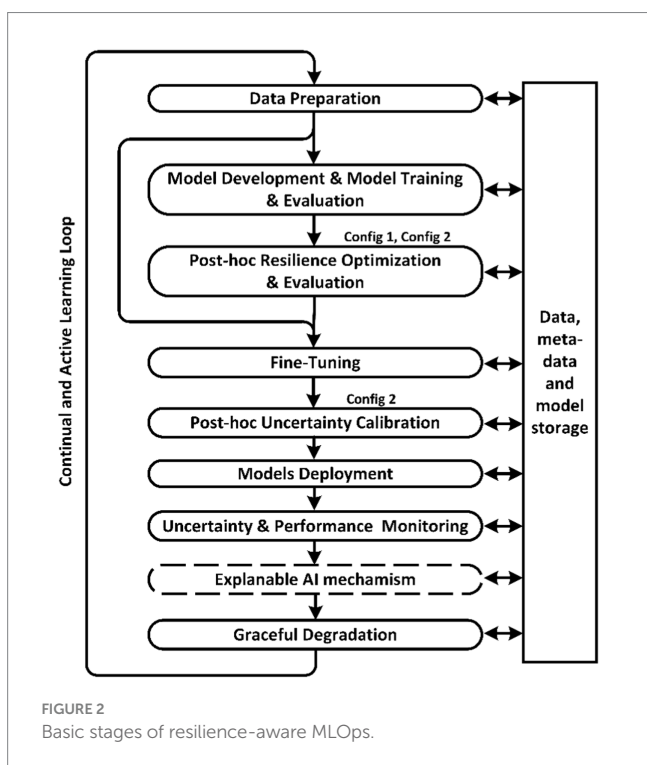 Data Preparation
Model Development & Model Training
& Evaluation
Config 1, Config 2
Post-hoc Resilience Optimization
& Evaluation
Fine-Tuning
Config 2
Post-hoc Uncertainty Calibration
Models Deployment
Uncertainty & Performance Monitoring
Explanable AI mechamism
Graceful Degradation
Continual and Active Learning Loop
Data,
meta-
data
and
model
storage
FIGURE 2
Basic stages of resilience-aware MLOps.